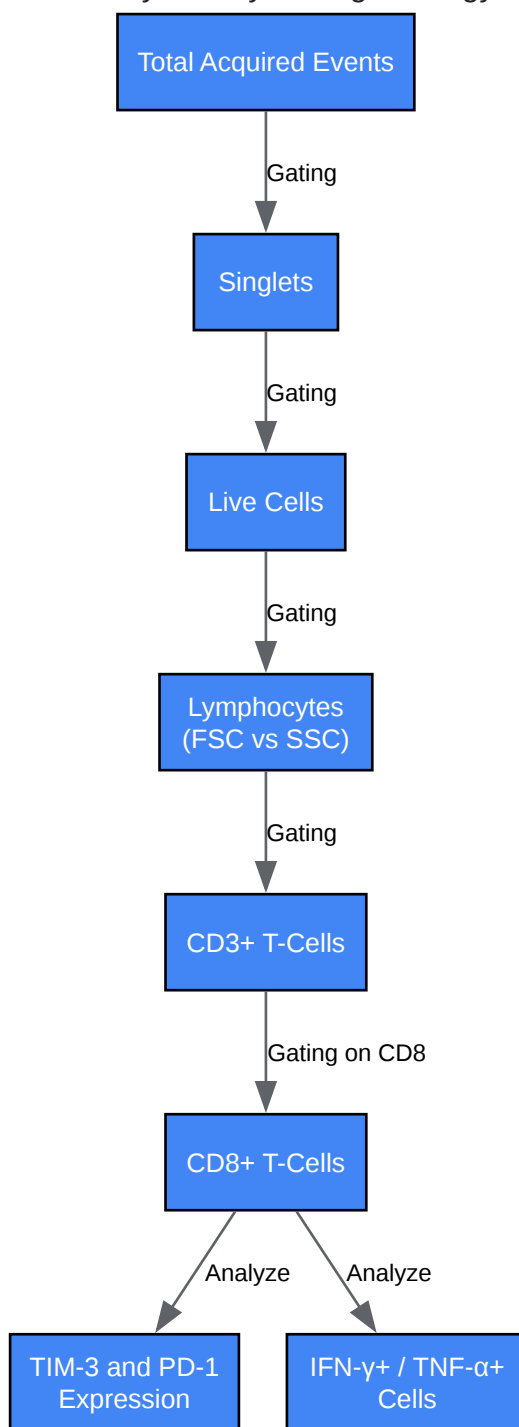 Total Acquired Events
Gating
Singlets
Gating
Live Cells
Gating
Lymphocytes
(FSC vs SSC)
Gating
CD3+ T-Cells
Gating on CD8
CD8+ T-Cells
Analyze
Analyze
TIM-3 and PD-1
Expression
IFN-γ+ / TNF-α+
Cells